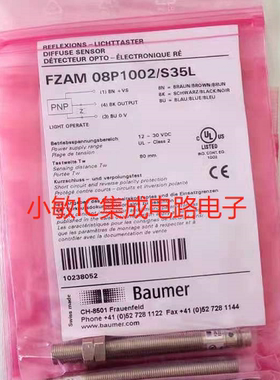 REFLEXIONS - LICHTTASTER
DIFFUSE SENSOR
DÉTECTEUR OPTO - ÉLECTRONIQUE RÉ
FZAM 08P1002/S35L
(1) BN +VS
PNP
(4) BK OUTPUT
Z
(3) BU 0 V
BN = BRAUN/BROWN/BRUN
BK = SCHWARZ/BLACK/NOIR
BU = BLAU/BLUE/BLEU
Betriebsspannungsbereich
Power supply range
Plage de tension
12 - 30 VDC
UL - Class 2
Tastweite Tw
Sensing distance Tw
Portée Tw
80 mm
Kurzschluss - und verpolungsfest
Short circuit and reverse polarity protection
Protégé contre courts - circuits et inversion de polarité
小敏IC集成电路电子
10238052
Swiss made
Baumer
CH-8501 Frauenfeld
Phone +41 (0)52 728 1122
Fax +41 (0)52 728 1144